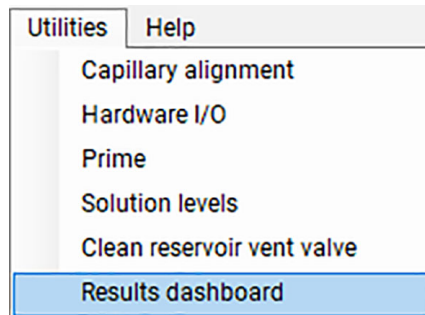 Utilities Help
Capillary alignment
Hardware I/O
Prime
Solution levels
Clean reservoir vent valve
Results dashboard